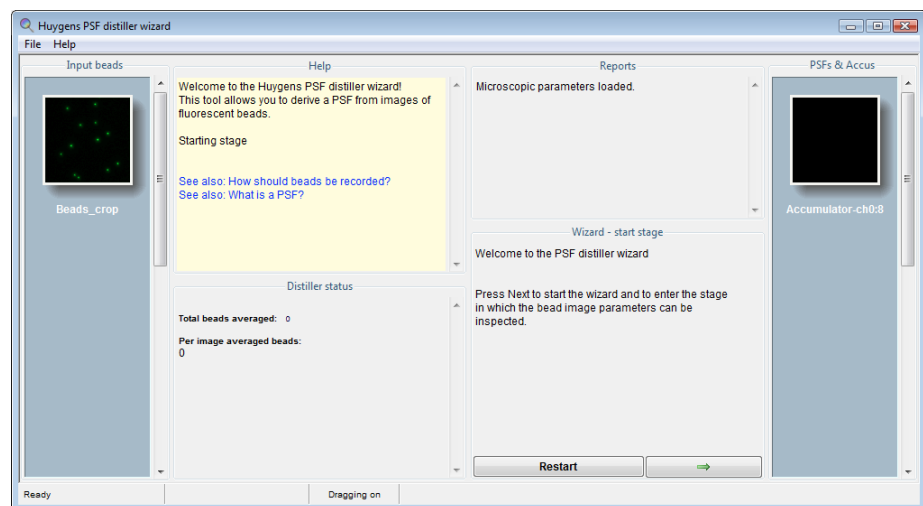 Huygens PSF distiller wizard
File Help
Input beads
Beads_crop
Help
Welcome to the Huygens PSF distiller wizard!
This tool allows you to derive a PSF from images of
fluorescent beads.
Starting stage
See also: How should beads be recorded?
See also: What is a PSF?
Distiller status
Total beads averaged: 0
Per image averaged beads:
0
Reports
Microscopic parameters loaded.
Wizard - start stage
Welcome to the PSF distiller wizard
Press Next to start the wizard and to enter the stage
in which the bead image parameters can be
inspected.
Restart
PSFs & Accus
Accumulator-ch0:8
Ready
Dragging on